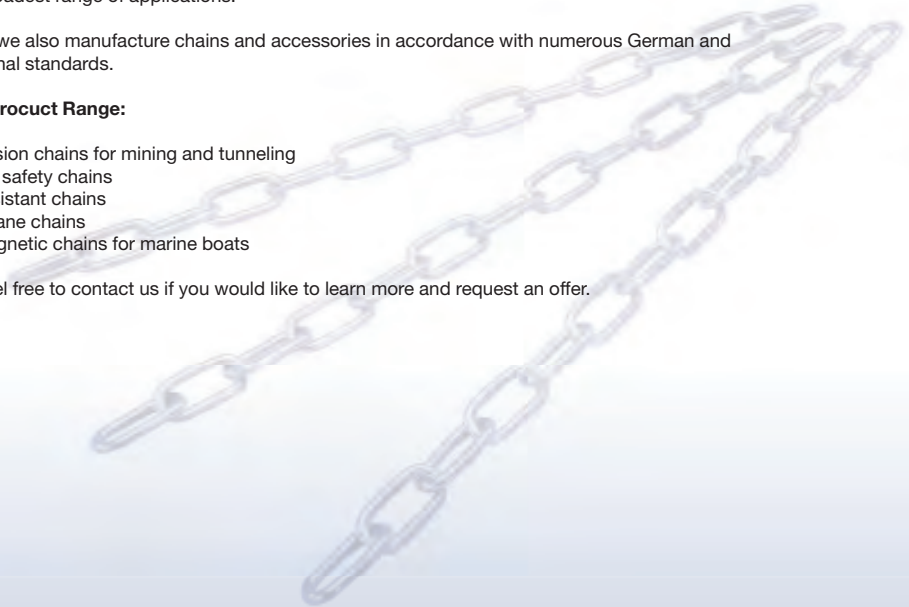 adest range of applications.
we also manufacture chains and accessories in accordance with numerous German and
nal standards.
rocuct Range:
sion chains for mining and tunneling
safety chains
istant chains
ane chains
gnetic chains for marine boats
el free to contact us if you would like to learn more and request an offer.